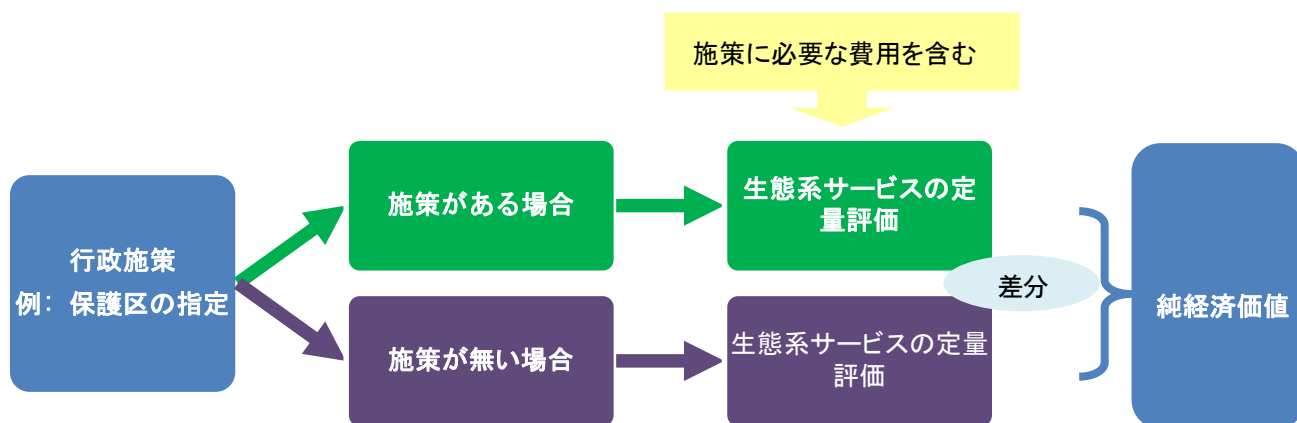 施策に必要な費用を含む
行政施策
例： 保護区の指定
施策がある場合
生態系サービスの定
量評価
施策が無い場合
生態系サービスの定量
評価
差分
純経済価値